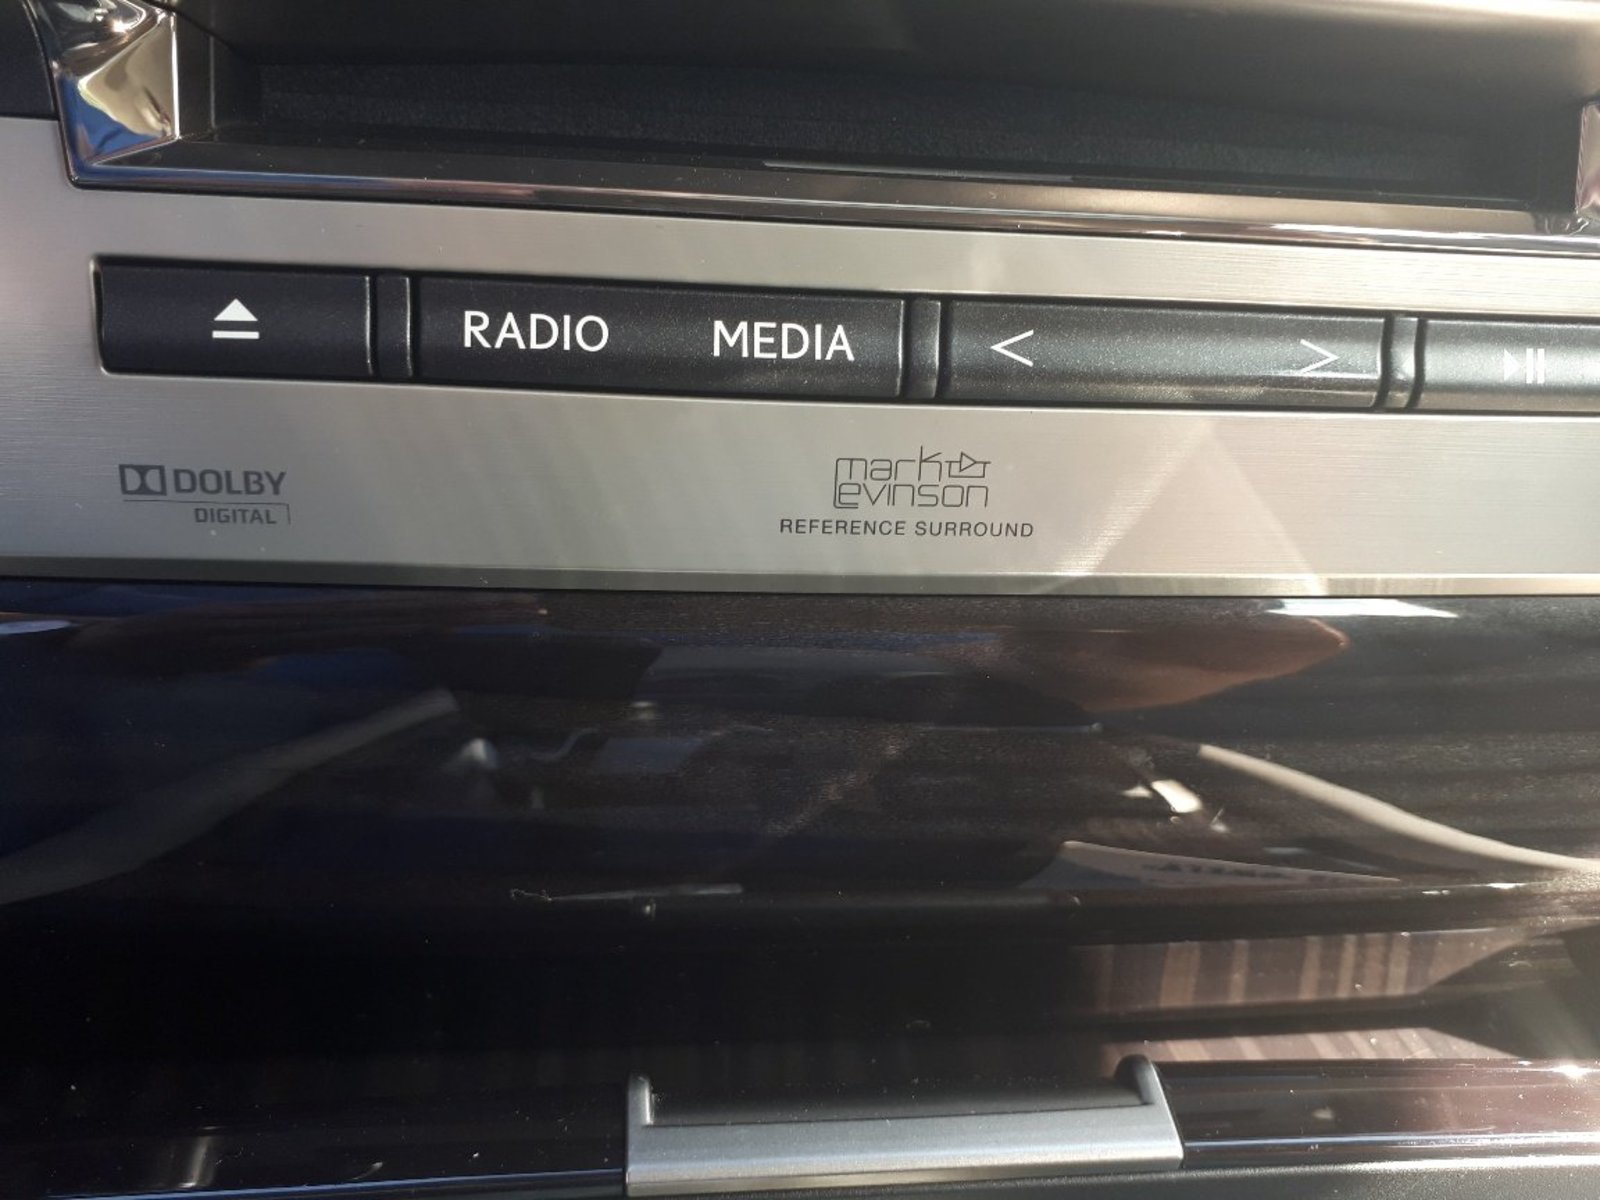 RADIO MEDIA < >
DOLBY
DIGITAL
mark
levinson
REFERENCE SURROUND